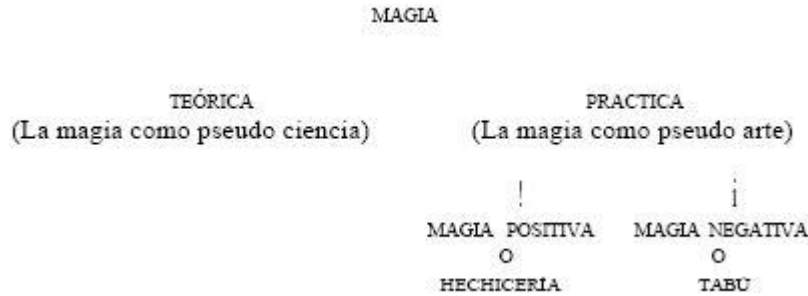 MAGIA
TEÓRICA PRACTICA
(La magia como pseudo ciencia) (La magia como pseudo arte)
! i
MAGIA POSITIVA MAGIA NEGATIVA
O O
HECHICERÍA TABÚ